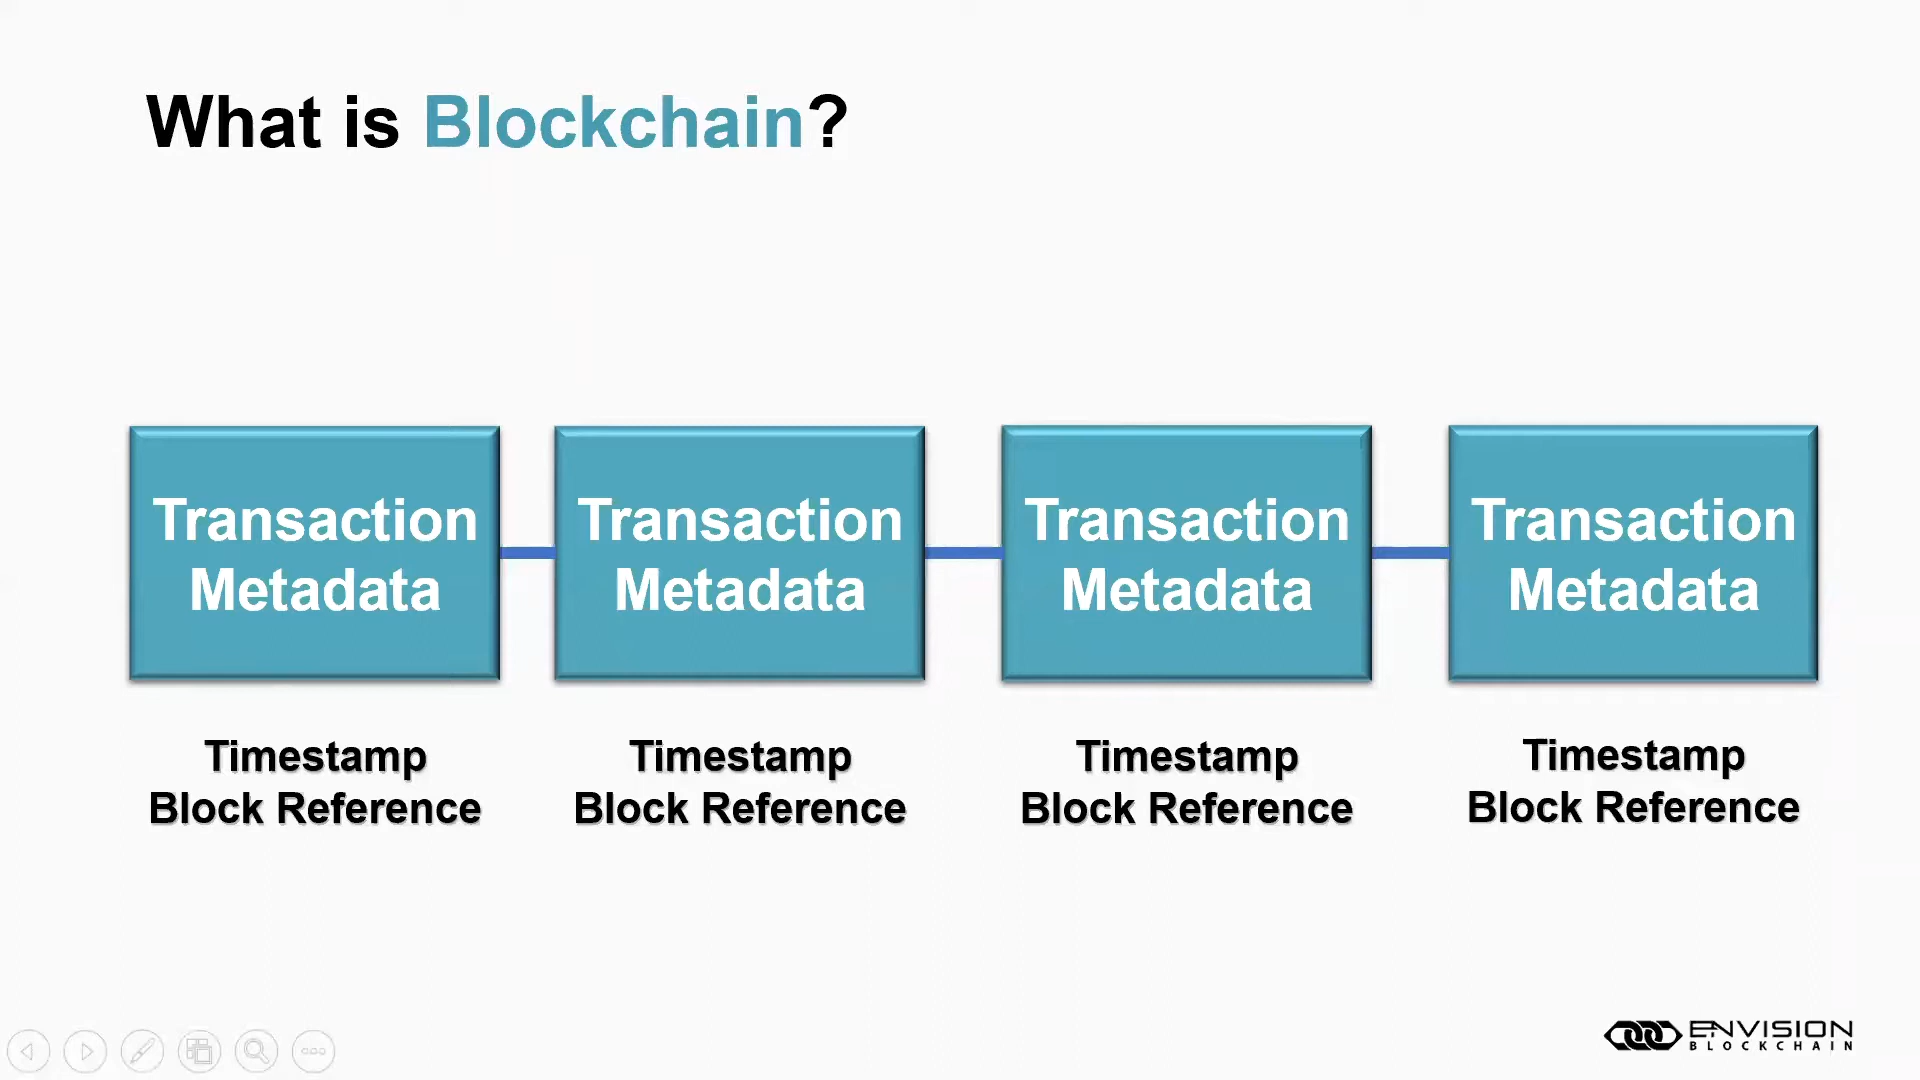 What is Blockchain?
Transaction
Metadata
Transaction
Metadata
Transaction
Metadata
Transaction
Metadata
Timestamp
Block Reference
Timestamp
Block Reference
Timestamp
Block Reference
Timestamp
Block Reference
ENVISION
BLOCKCHAIN